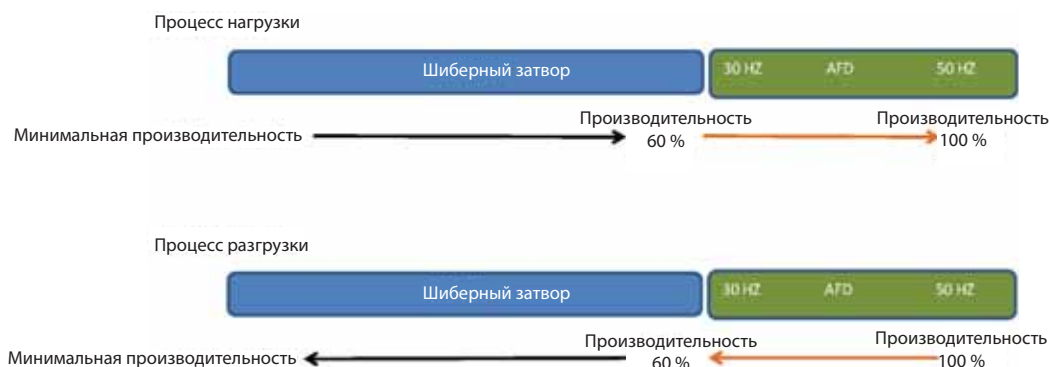 Процесс нагрузки
Шиберный затвор 30 HZ AFD 50 HZ
Производительность Производительность
Минимальная производительность 60 % 100 %
Процесс разгрузки
Шиберный затвор 30 HZ AFD 50 HZ
Производительность Производительность
Минимальная производительность 60 % 100 %